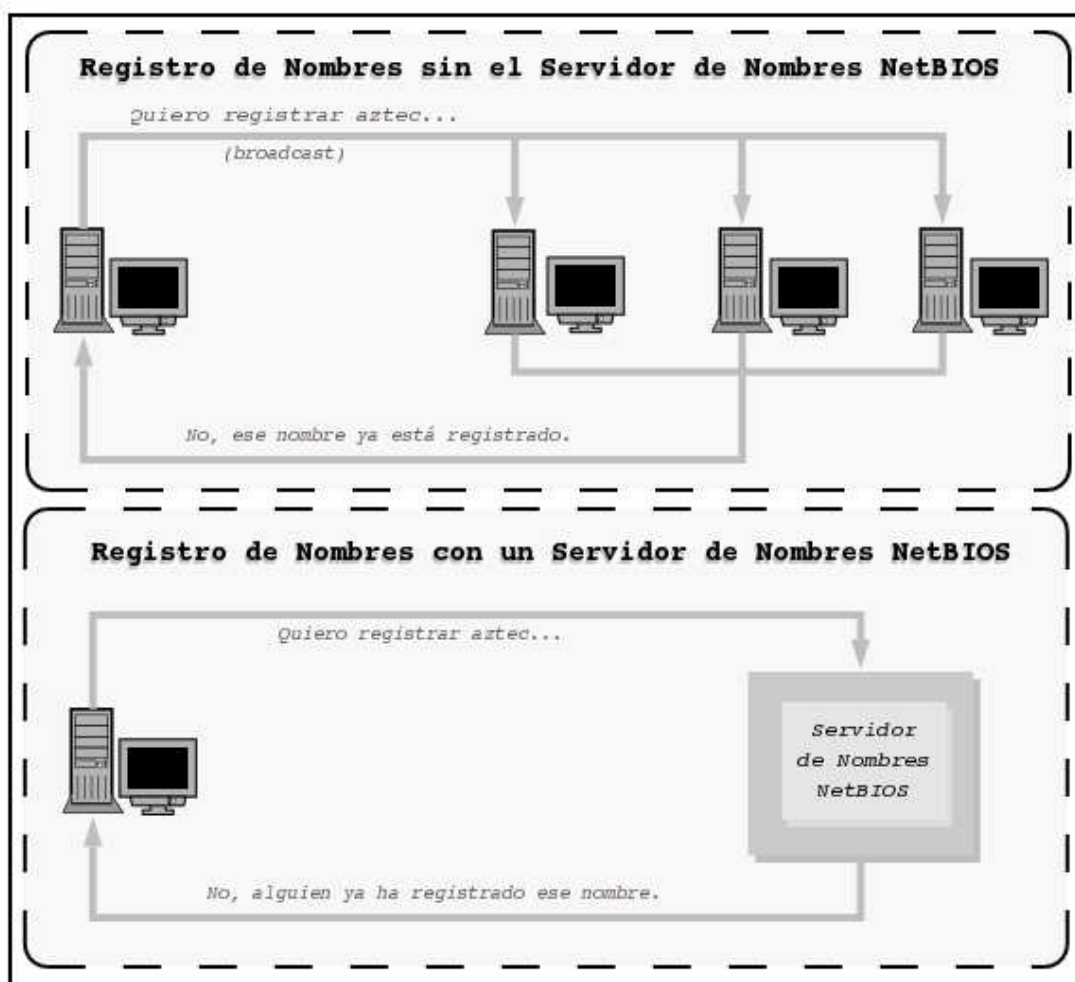 Registro de Nombres sin el Servidor de Nombres NetBIOS
Quiero registrar aztec...
(broadcast)
No, ese nombre ya está registrado.
Registro de Nombres con un Servidor de Nombres NetBIOS
Quiero registrar aztec...
Servidor
de Nombres
NetBIOS
No, alguien ya ha registrado ese nombre.